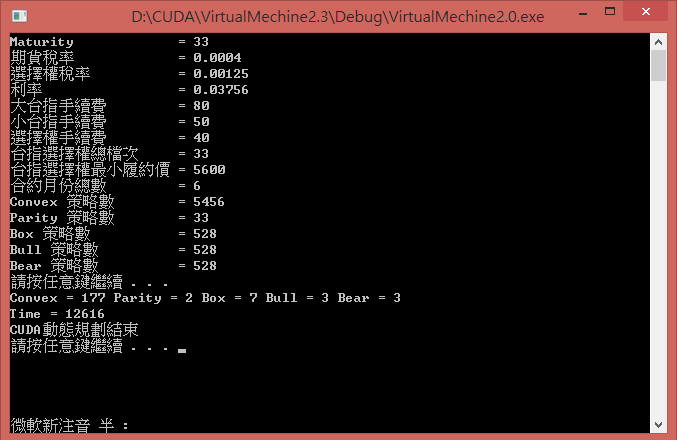 D:\CUDA\VirtualMechine2.3\Debug\VirtualMechine2.0.exe
Maturity = 33
期貨稅率 = 0.0004
選擇權稅率 = 0.00125
利率 = 0.03756
大台指手續費 = 80
小台指手續費 = 50
選擇權手續費 = 40
台指選擇權總檔次 = 33
台指選擇權最小履約價 = 5600
合約月份總數 = 6
Convex 策略數 = 5456
Parity 策略數 = 33
Box 策略數 = 528
Bull 策略數 = 528
Bear 策略數 = 528
請按任意鍵繼續 . . .
Convex = 177 Parity = 2 Box = 7 Bull = 3 Bear = 3
Time = 12616
CUDA動態規劃結束
請按任意鍵繼續 . . .
微軟新注音 半 :